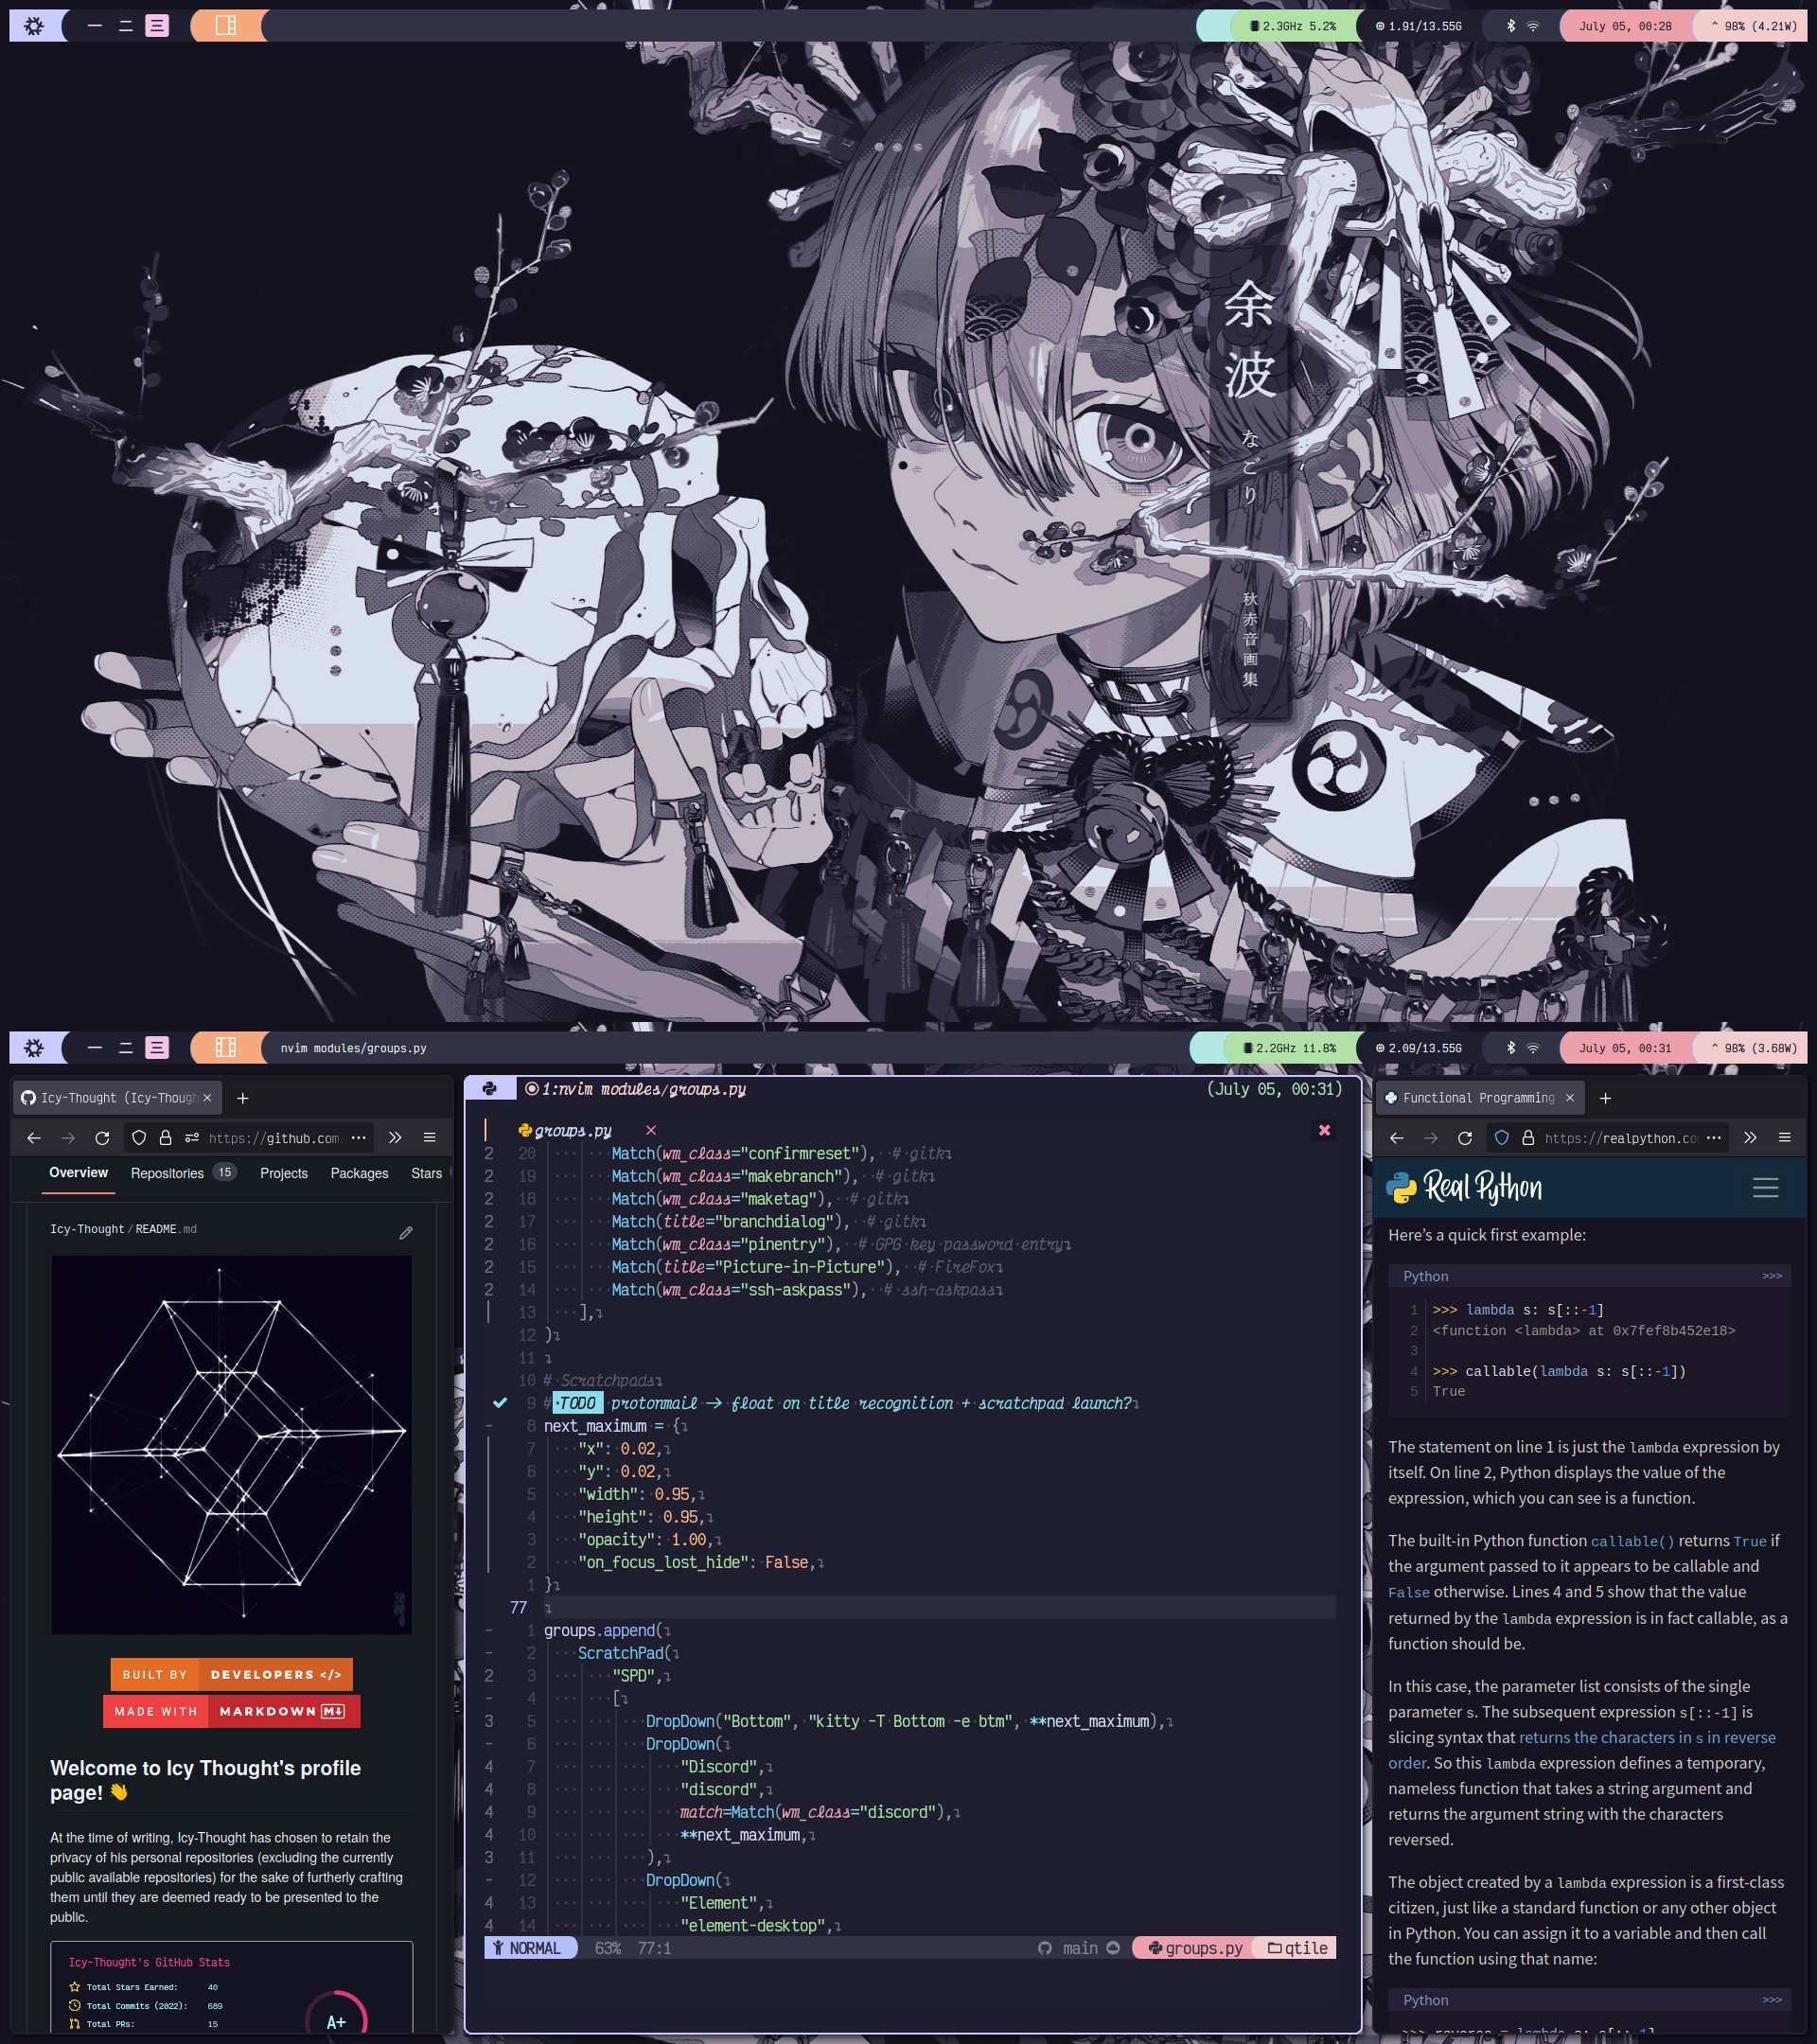 一 二 三
2.3GHz 5.2%
1.91/13.55G
July 05, 00:28
^ 98% (4.21W)
余波
なごり
秋赤音画集
一 二 三
nvim modules/groups.py
2.2GHz 11.8%
2.09/13.55G
July 05, 00:31
^ 98% (3.68W)
Icy-Thought (Icy-Though
https://github.com
Overview
Repositories 15
Projects
Packages
Stars
Icy-Thought / README.md
BUILT BY DEVELOPERS </>
MADE WITH MARKDOWN M↓
Welcome to Icy Thought's profile
page! 👋
At the time of writing, Icy-Thought has chosen to retain the
privacy of his personal repositories (excluding the currently
public available repositories) for the sake of furtherly crafting
them until they are deemed ready to be presented to the
public.
Icy-Thought's GitHub Stats
Total Stars Earned: 40
Total Commits (2022): 689
Total PRs: 15
A+
1:nvim modules/groups.py
(July 05, 00:31)
groups.py
2 20 Match(wm_class="confirmreset"), # gitk
2 19 Match(wm_class="makebranch"), # gitk
2 18 Match(wm_class="maketag"), # gitk
2 17 Match(title="branchdialog"), # gitk
2 16 Match(wm_class="pinentry"), # GPG key password entry
2 15 Match(title="Picture-in-Picture"), # FireFox
2 14 Match(wm_class="ssh-askpass"), # ssh-askpass
13 ],
12 )
11
10 # Scratchpads
9 # TODO protonmail -> float on title recognition + scratchpad launch?
- 8 next_maximum = {
7 "x": 0.02,
6 "y": 0.02,
5 "width": 0.95,
4 "height": 0.95,
3 "opacity": 1.00,
2 "on_focus_lost_hide": False,
1 }
77
- 1 groups.append(
- 2 ScratchPad(
2 3 "SPD",
- 4 [
3 5 DropDown("Bottom", "kitty -T Bottom -e btm", **next_maximum),
- 6 DropDown(
4 7 "Discord",
4 8 "discord",
4 9 match=Match(wm_class="discord"),
4 10 **next_maximum,
3 11 ),
- 12 DropDown(
4 13 "Element",
4 14 "element-desktop",
NORMAL 63% 77:1
main
groups.py
qtile
Functional Programming
https://realpython.co
Real Python
Here's a quick first example:
Python >>>
1 >>> lambda s: s[::-1]
2 <function <lambda> at 0x7fef8b452e18>
3
4 >>> callable(lambda s: s[::-1])
5 True
The statement on line 1 is just the lambda expression by
itself. On line 2, Python displays the value of the
expression, which you can see is a function.
The built-in Python function callable() returns True if
the argument passed to it appears to be callable and
False otherwise. Lines 4 and 5 show that the value
returned by the lambda expression is in fact callable, as a
function should be.
In this case, the parameter list consists of the single
parameter s. The subsequent expression s[::-1] is
slicing syntax that returns the characters in s in reverse
order. So this lambda expression defines a temporary,
nameless function that takes a string argument and
returns the argument string with the characters
reversed.
The object created by a lambda expression is a first-class
citizen, just like a standard function or any other object
in Python. You can assign it to a variable and then call
the function using that name:
Python >>>
>>> reverse = lambda s: s[::-1]